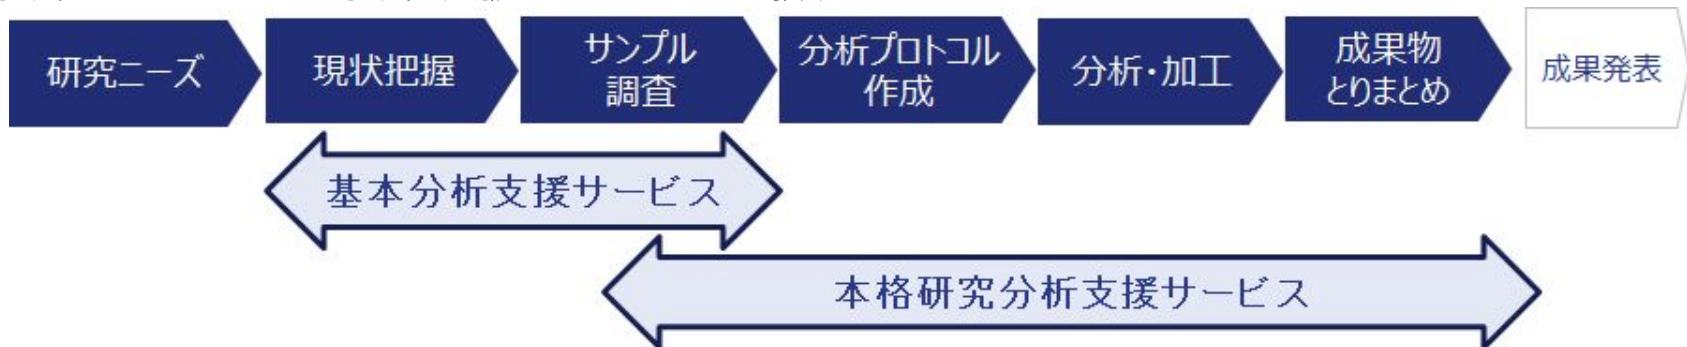 研究ニーズ
現状把握
サンプル
調査
分析プロトコル
作成
分析・加工
成果物
とりまとめ
成果発表
基本分析支援サービス
本格研究分析支援サービス